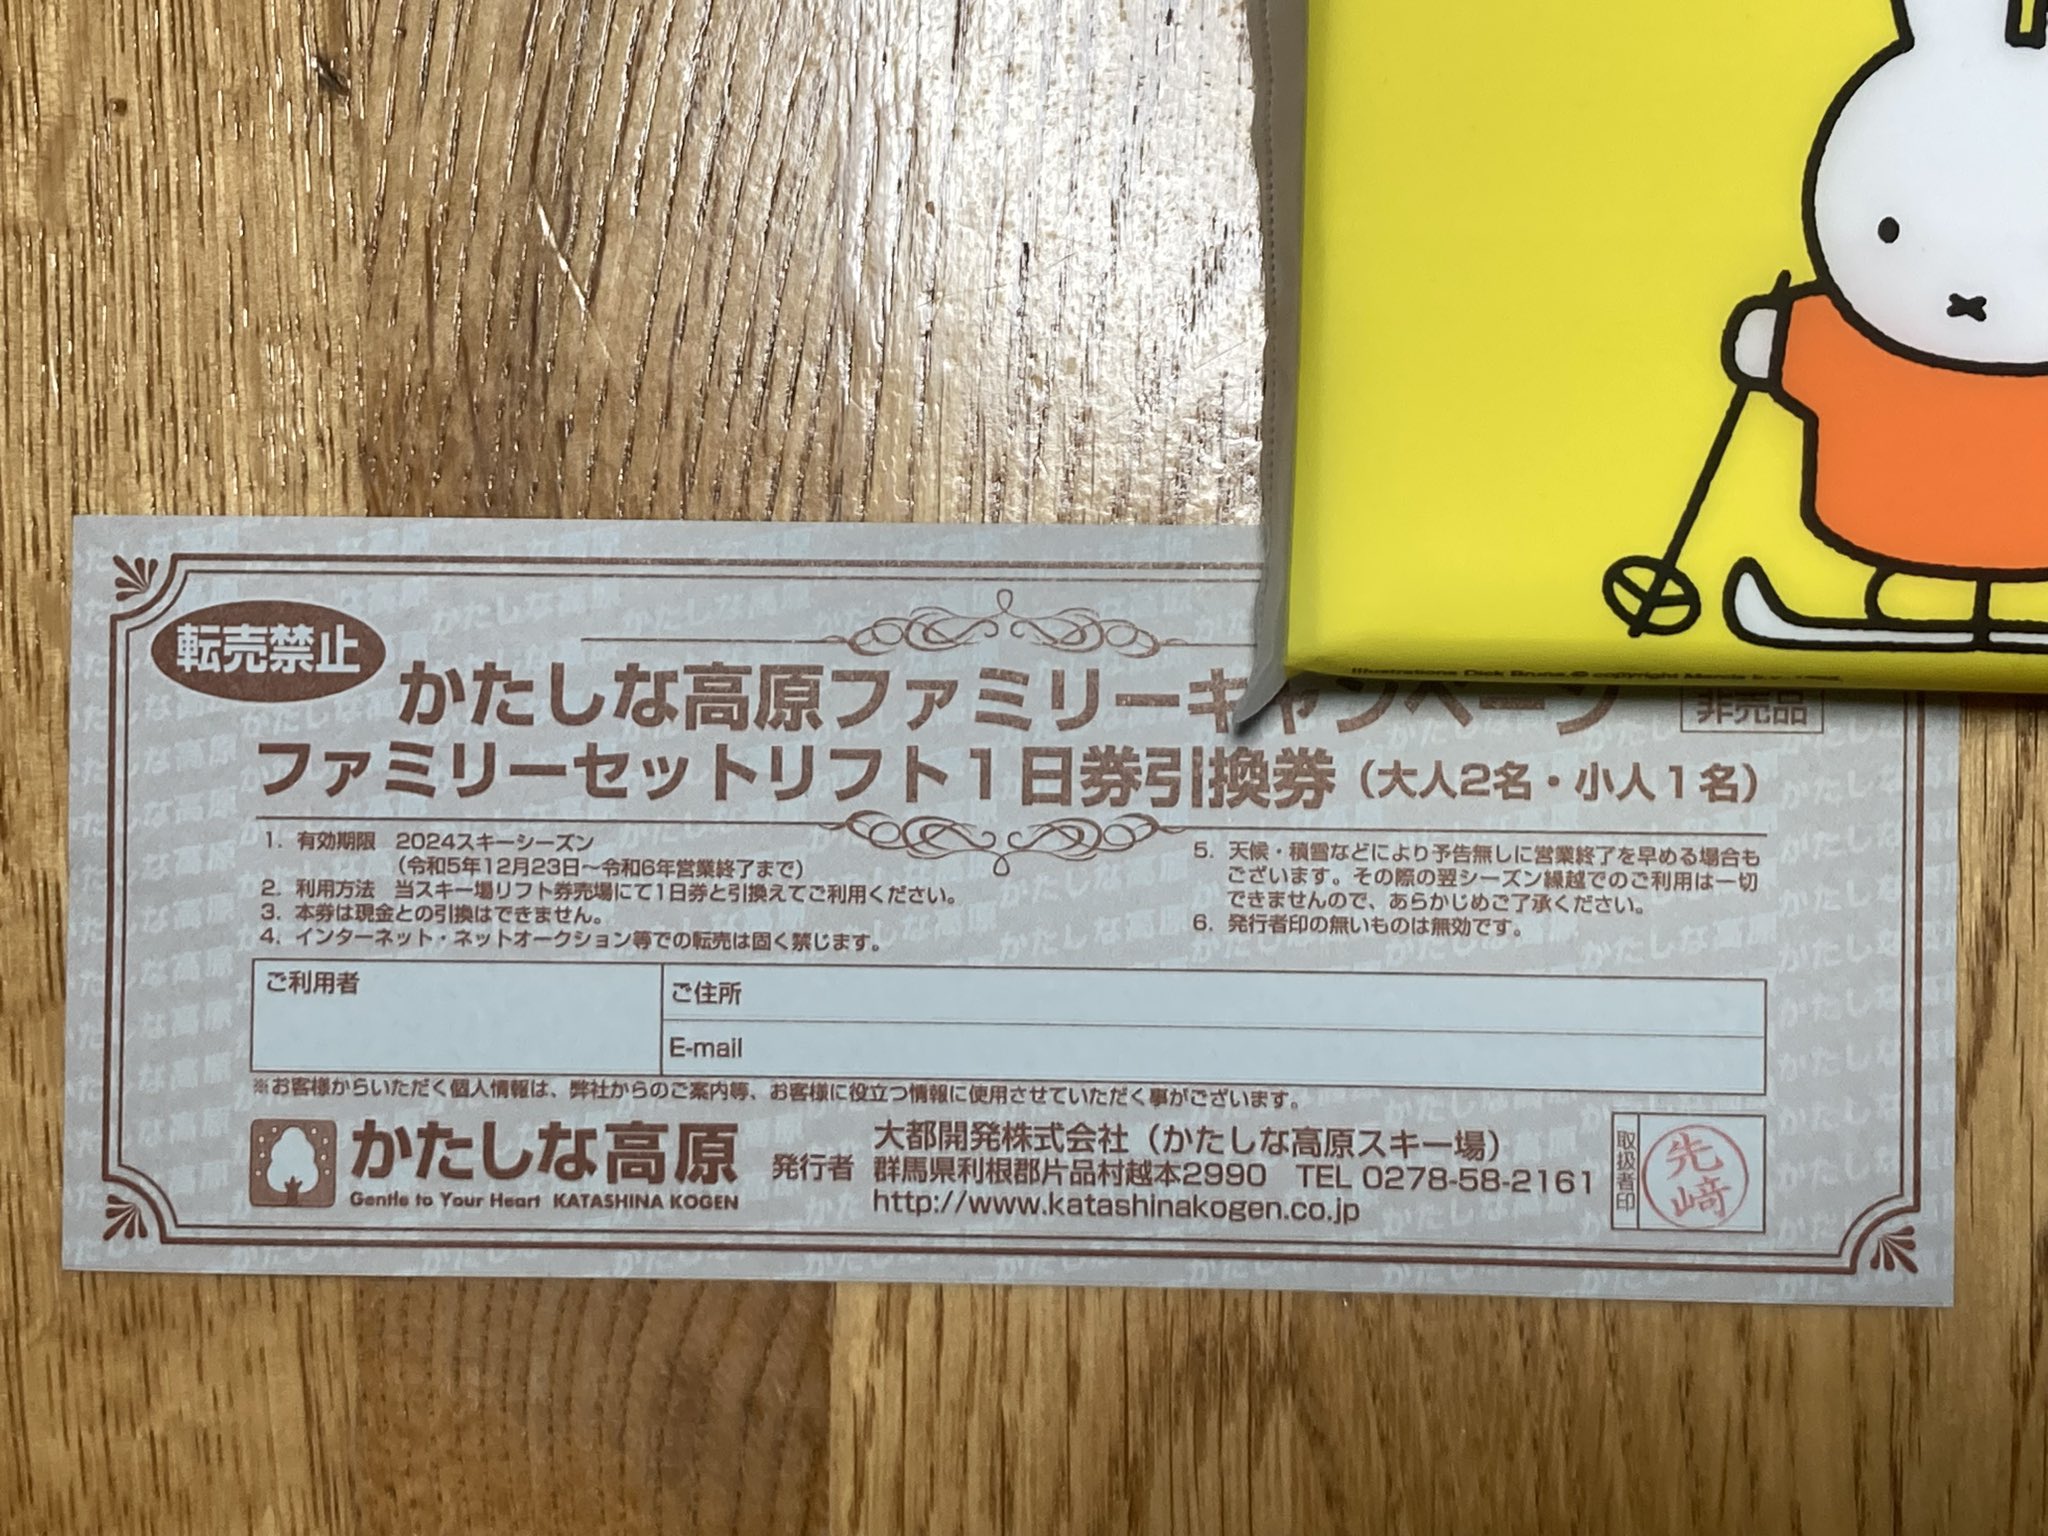 Illustrations Dick Bruna © copyright Mercis b.v.
転売禁止
かたしな高原ファミリーキャンペーン
非売品
ファミリーセットリフト1日券引換券（大人2名・小人1名）
1. 有効期限 2024スキーシーズン
（令和5年12月23日～令和6年営業終了まで）
2. 利用方法 当スキー場リフト券売場にて1日券と引換えてご利用ください。
3. 本券は現金との引換はできません。
4. インターネット・ネットオークション等での転売は固く禁じます。
5. 天候・積雪などにより予告無しに営業終了を早める場合も
ございます。その際の翌シーズン繰越でのご利用は一切
できませんので、あらかじめご了承ください。
6. 発行者印の無いものは無効です。
ご利用者
ご住所
E-mail
※お客様からいただく個人情報は、弊社からのご案内等、お客様に役立つ情報に使用させていただく事がございます。
かたしな高原
Gentle to Your Heart KATASHINA KOGEN
発行者
大都開発株式会社（かたしな高原スキー場）
群馬県利根郡片品村越本2990 TEL 0278-58-2161
http://www.katashinakogen.co.jp
取扱者印
先崎